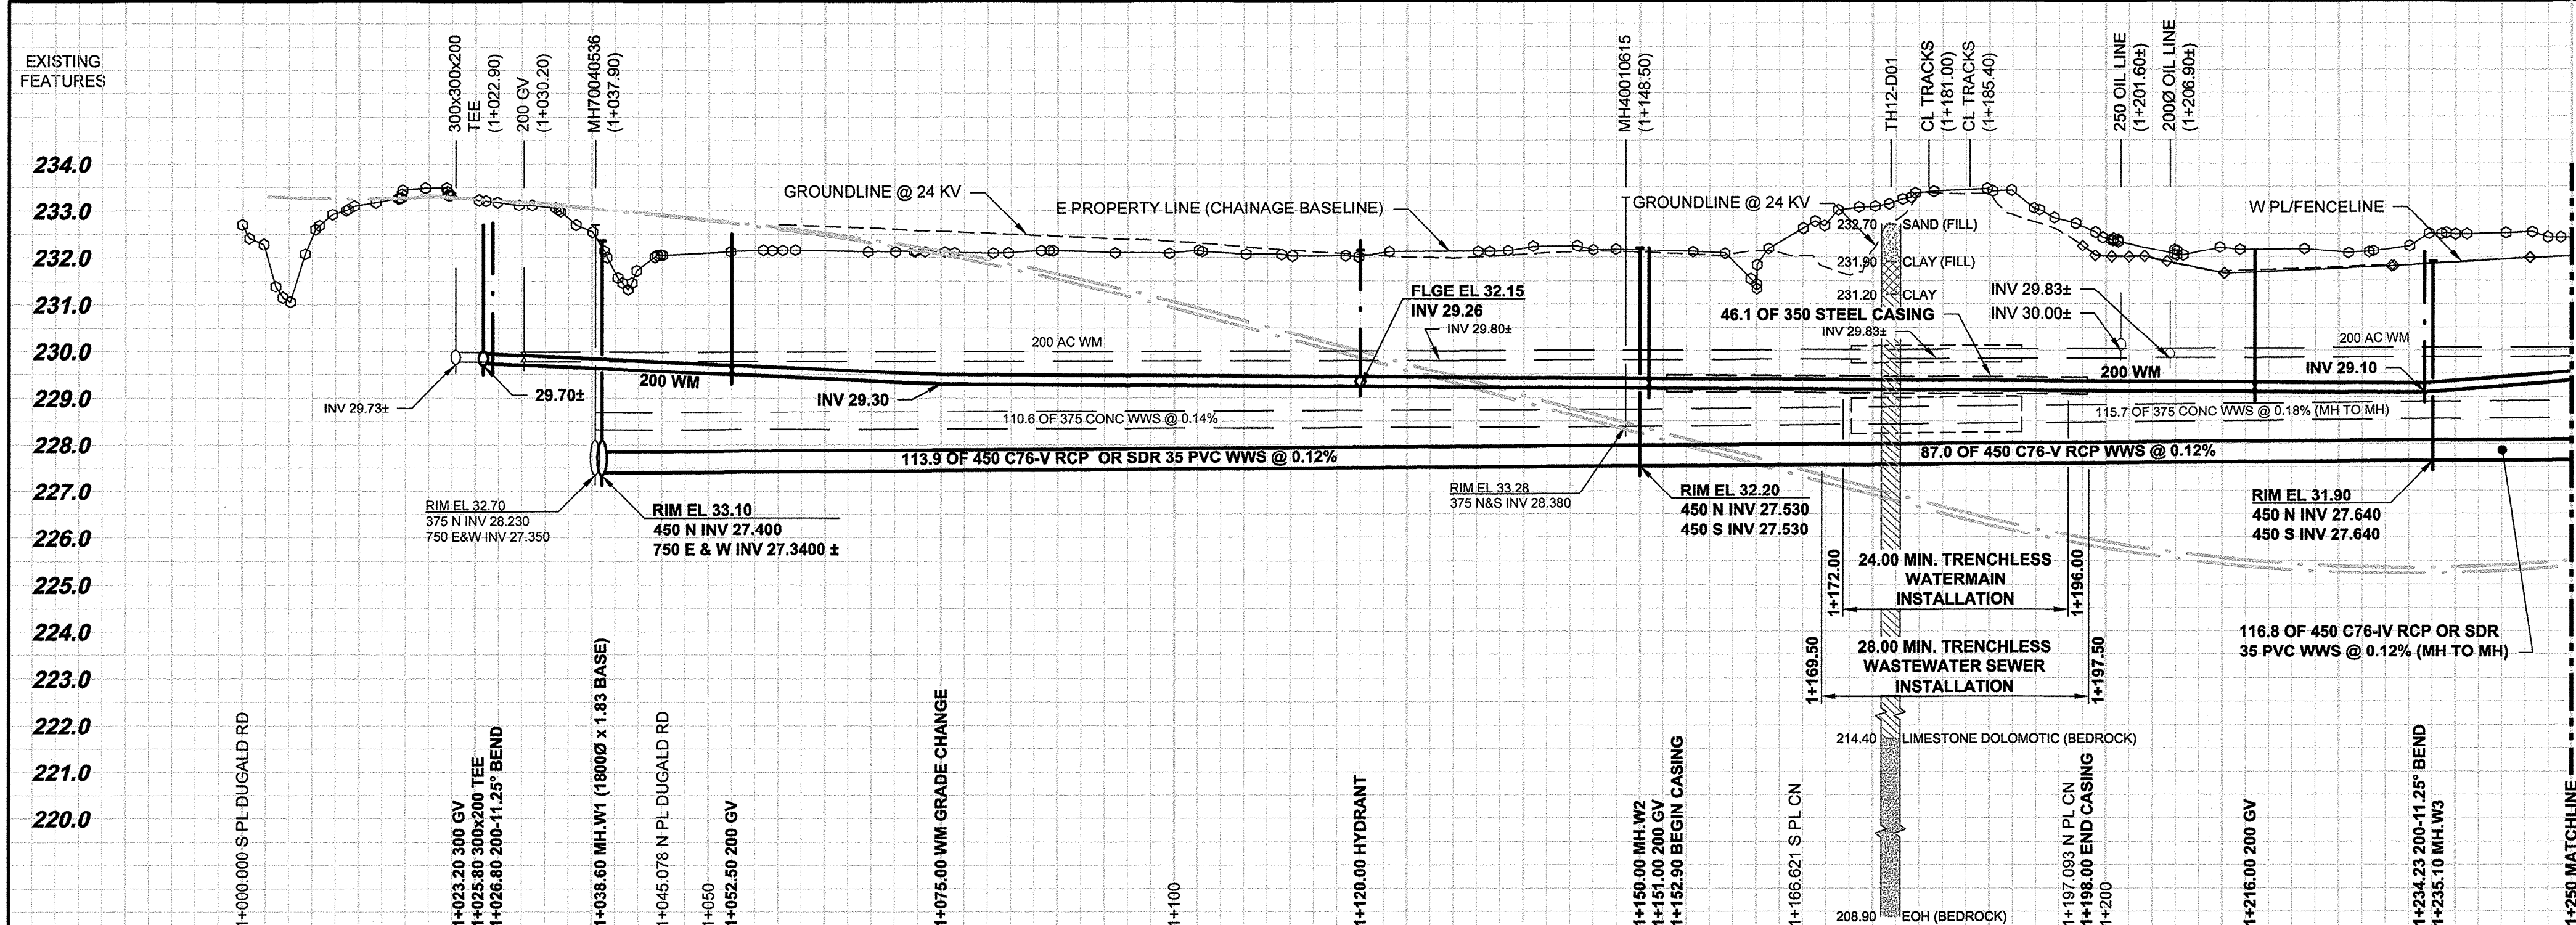 EXISTING
FEATURES
300x300x200
TEE
(1+022.90)
200 GV
(1+030.20)
MH70040536
(1+037.90)
MH40010615
(1+148.50)
TH12-D01
CL TRACKS
(1+181.00)
CL TRACKS
(1+185.40)
250 OIL LINE
(1+201.60±)
200Ø OIL LINE
(1+206.90±)
234.0
233.0
232.0
231.0
230.0
229.0
228.0
227.0
226.0
225.0
224.0
223.0
222.0
221.0
220.0
GROUNDLINE @ 24 KV
E PROPERTY LINE (CHAINAGE BASELINE)
GROUNDLINE @ 24 KV
W PL/FENCELINE
232.70 SAND (FILL)
231.90 CLAY (FILL)
231.20 CLAY
FLGE EL 32.15
INV 29.26
INV 29.80±
46.1 OF 350 STEEL CASING
INV 29.83±
INV 29.83±
INV 30.00±
200 AC WM
200 AC WM
200 WM
200 WM
INV 29.73±
29.70±
INV 29.30
INV 29.10
110.6 OF 375 CONC WWS @ 0.14%
115.7 OF 375 CONC WWS @ 0.18% (MH TO MH)
113.9 OF 450 C76-V RCP OR SDR 35 PVC WWS @ 0.12%
87.0 OF 450 C76-V RCP WWS @ 0.12%
RIM EL 32.70
375 N INV 28.230
750 E&W INV 27.350
RIM EL 33.10
450 N INV 27.400
750 E & W INV 27.3400 ±
RIM EL 33.28
375 N&S INV 28.380
RIM EL 32.20
450 N INV 27.530
450 S INV 27.530
RIM EL 31.90
450 N INV 27.640
450 S INV 27.640
1+172.00
24.00 MIN. TRENCHLESS
WATERMAIN
INSTALLATION
1+196.00
1+169.50
28.00 MIN. TRENCHLESS
WASTEWATER SEWER
INSTALLATION
1+197.50
116.8 OF 450 C76-IV RCP OR SDR
35 PVC WWS @ 0.12% (MH TO MH)
214.40 LIMESTONE DOLOMOTIC (BEDROCK)
208.90 EOH (BEDROCK)
1+000.000 S PL DUGALD RD
1+023.20 300 GV
1+025.80 300x200 TEE
1+026.80 200-11.25° BEND
1+038.60 MH.W1 (1800Ø x 1.83 BASE)
1+045.078 N PL DUGALD RD
1+050
1+052.50 200 GV
1+075.00 WM GRADE CHANGE
1+100
1+120.00 HYDRANT
1+150.00 MH.W2
1+151.00 200 GV
1+152.90 BEGIN CASING
1+166.621 S PL CN
1+197.093 N PL CN
1+198.00 END CASING
1+200
1+216.00 200 GV
1+234.23 200-11.25° BEND
1+235.10 MH.W3
1+250 MATCHLINE